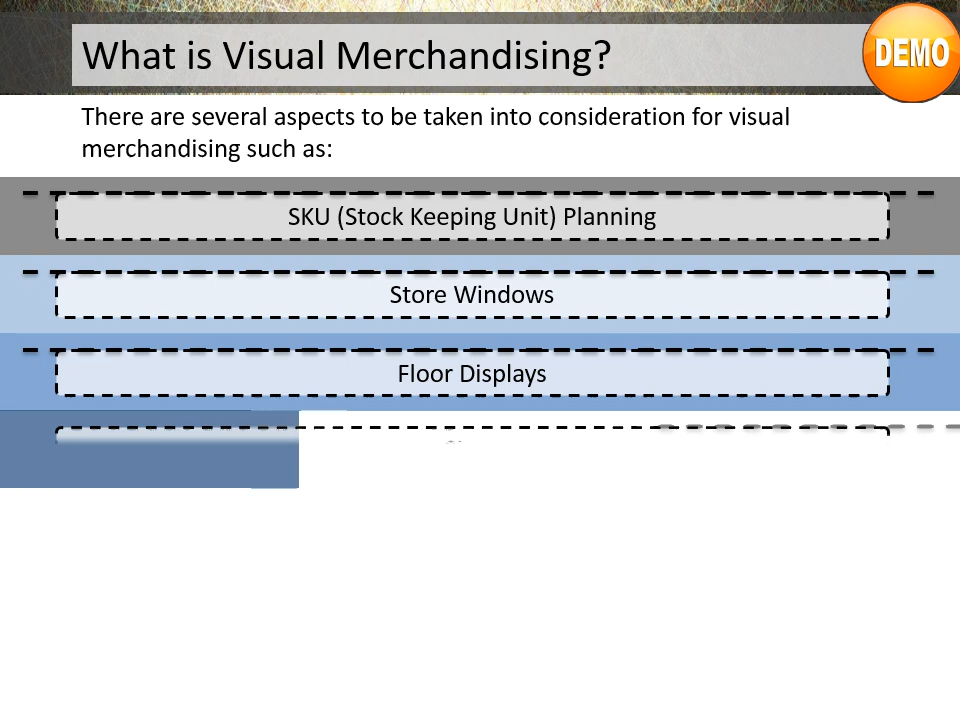 What is Visual Merchandising?
DEMO
There are several aspects to be taken into consideration for visual
merchandising such as:
SKU (Stock Keeping Unit) Planning
Store Windows
Floor Displays